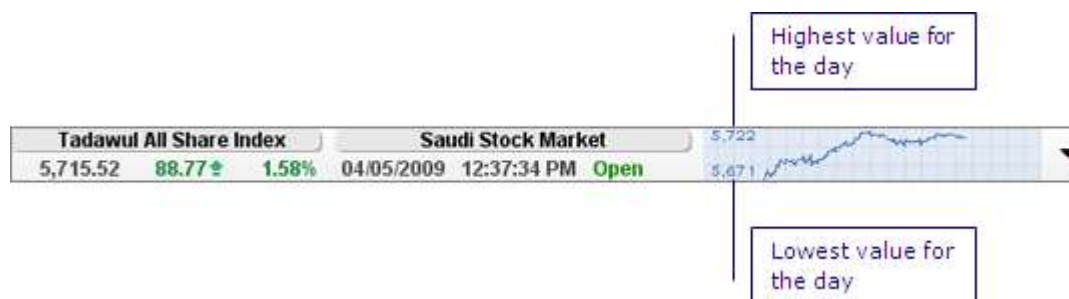 Highest value for
the day
Tadawul All Share Index
Saudi Stock Market
5,722
5,715.52 88.77 1.58% 04/05/2009 12:37:34 PM Open
5,671
Lowest value for
the day